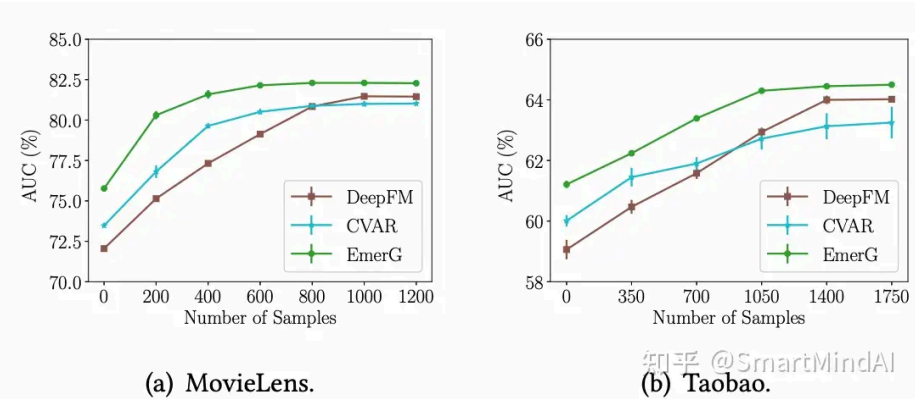 85.0
82.5
80.0
77.5
75.0
72.5
70.0
AUC (%)
0 200 400 600 800 1000 1200
Number of Samples
DeepFM
CVAR
EmerG
(a) MovieLens.
66
64
62
60
58
AUC (%)
0 350 700 1050 1400 1750
Number of Samples
DeepFM
CVAR
EmerG
(b) Taobao.
知乎 @SmartMindAI